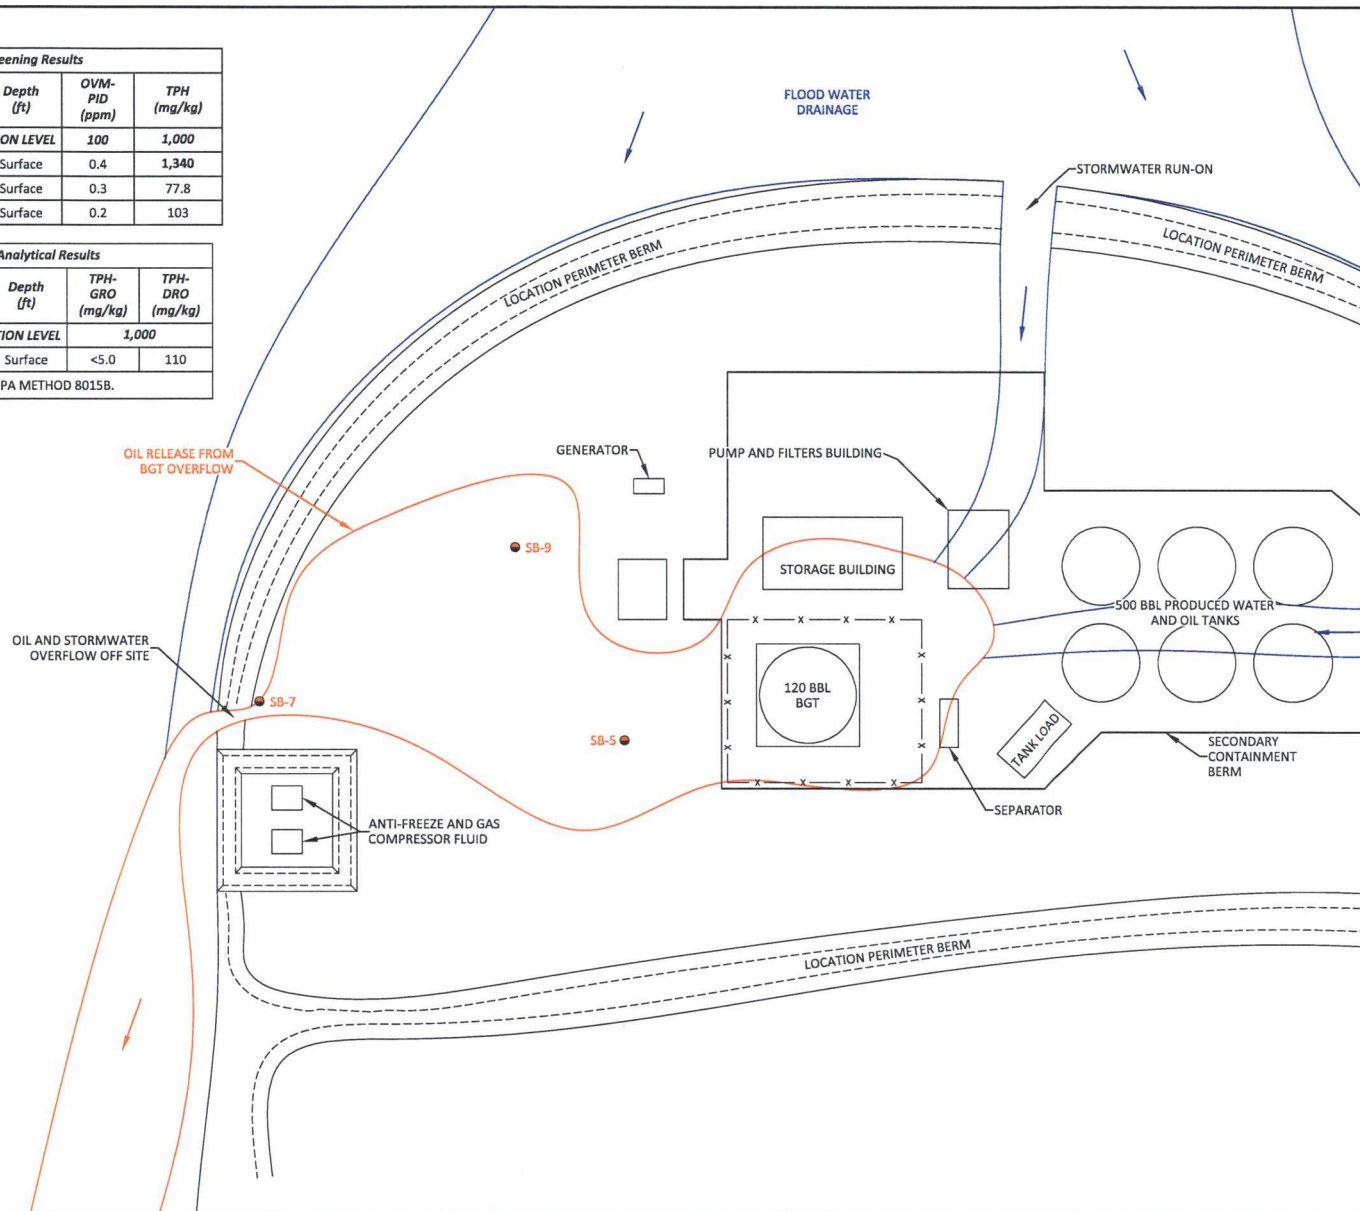 eening Results
Depth (ft) OVM-PID (ppm) TPH (mg/kg)
ON LEVEL 100 1,000
Surface 0.4 1,340
Surface 0.3 77.8
Surface 0.2 103
Analytical Results
Depth (ft) TPH-GRO (mg/kg) TPH-DRO (mg/kg)
TION LEVEL 1,000
Surface <5.0 110
PA METHOD 8015B.
FLOOD WATER
DRAINAGE
STORMWATER RUN-ON
LOCATION PERIMETER BERM
LOCATION PERIMETER BERM
OIL RELEASE FROM
BGT OVERFLOW
GENERATOR
PUMP AND FILTERS BUILDING
SB-9
STORAGE BUILDING
500 BBL PRODUCED WATER
AND OIL TANKS
OIL AND STORMWATER
OVERFLOW OFF SITE
SB-7
120 BBL
BGT
SB-5
TANK LOAD
SECONDARY
CONTAINMENT
BERM
SEPARATOR
ANTI-FREEZE AND GAS
COMPRESSOR FLUID
LOCATION PERIMETER BERM